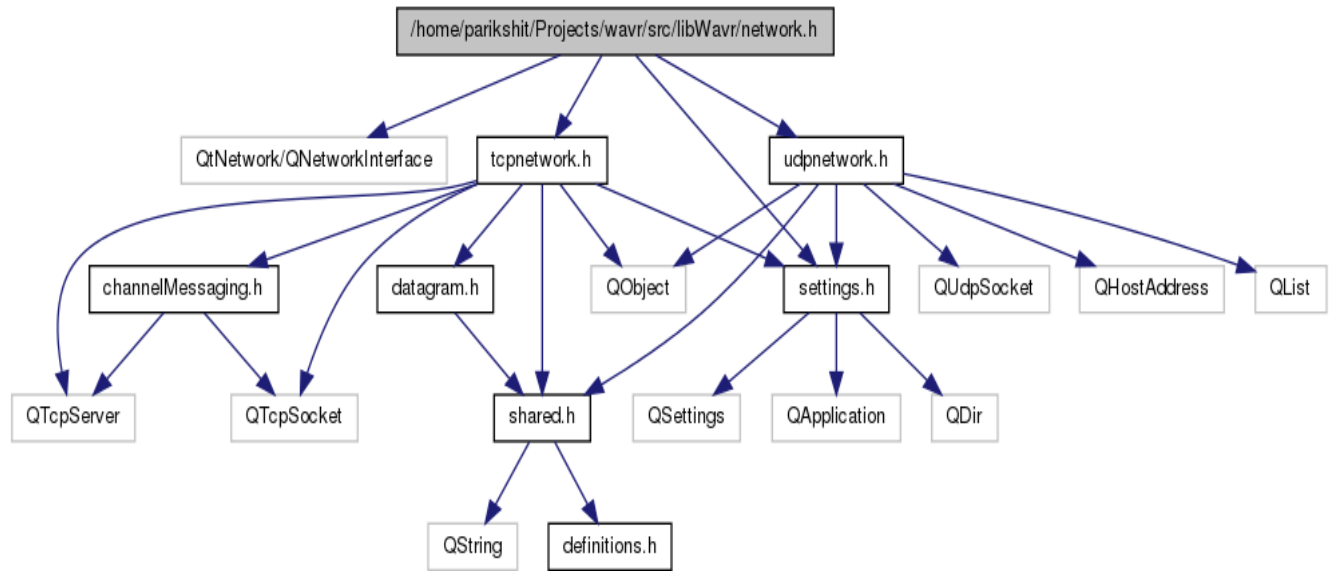 /home/parikshit/Projects/wavr/src/libWavr/network.h
QtNetwork/QNetworkInterface
tcpnetwork.h
udpnetwork.h
channelMessaging.h
datagram.h
QObject
settings.h
QUdpSocket
QHostAddress
QList
QTcpServer
QTcpSocket
shared.h
QSettings
QApplication
QDir
QString
definitions.h